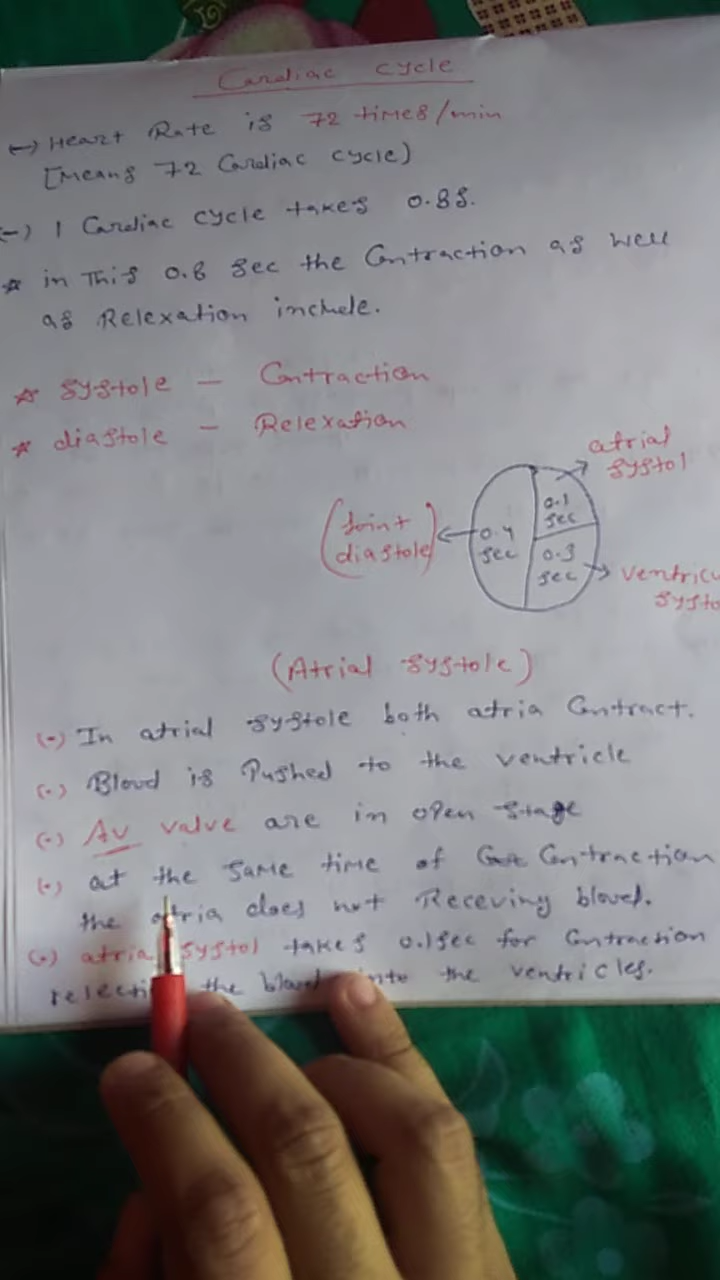 Cardiac cycle
Heart Rate is 72 times/min
[Means 72 Cardiac cycle)
(-) 1 Cardiac cycle takes 0.8s.
* in This 0.8 sec the Contraction as well
as Relexation include.
* systole - Contraction
* diastole - Relexation
atrial
systol
(Joint
diastole)
0.4
sec
0.1
sec
0.3
sec
ventricu
systo
(Atrial systole)
(-) In atrial systole both atria Contract.
(-) Blood is Pushed to the ventricle
(-) AV valve are in open stage
(-) at the same time of Contraction
the atria does not Receving blood.
(-) atria systol takes 0.1sec for Contraction
the blood into the ventricles.